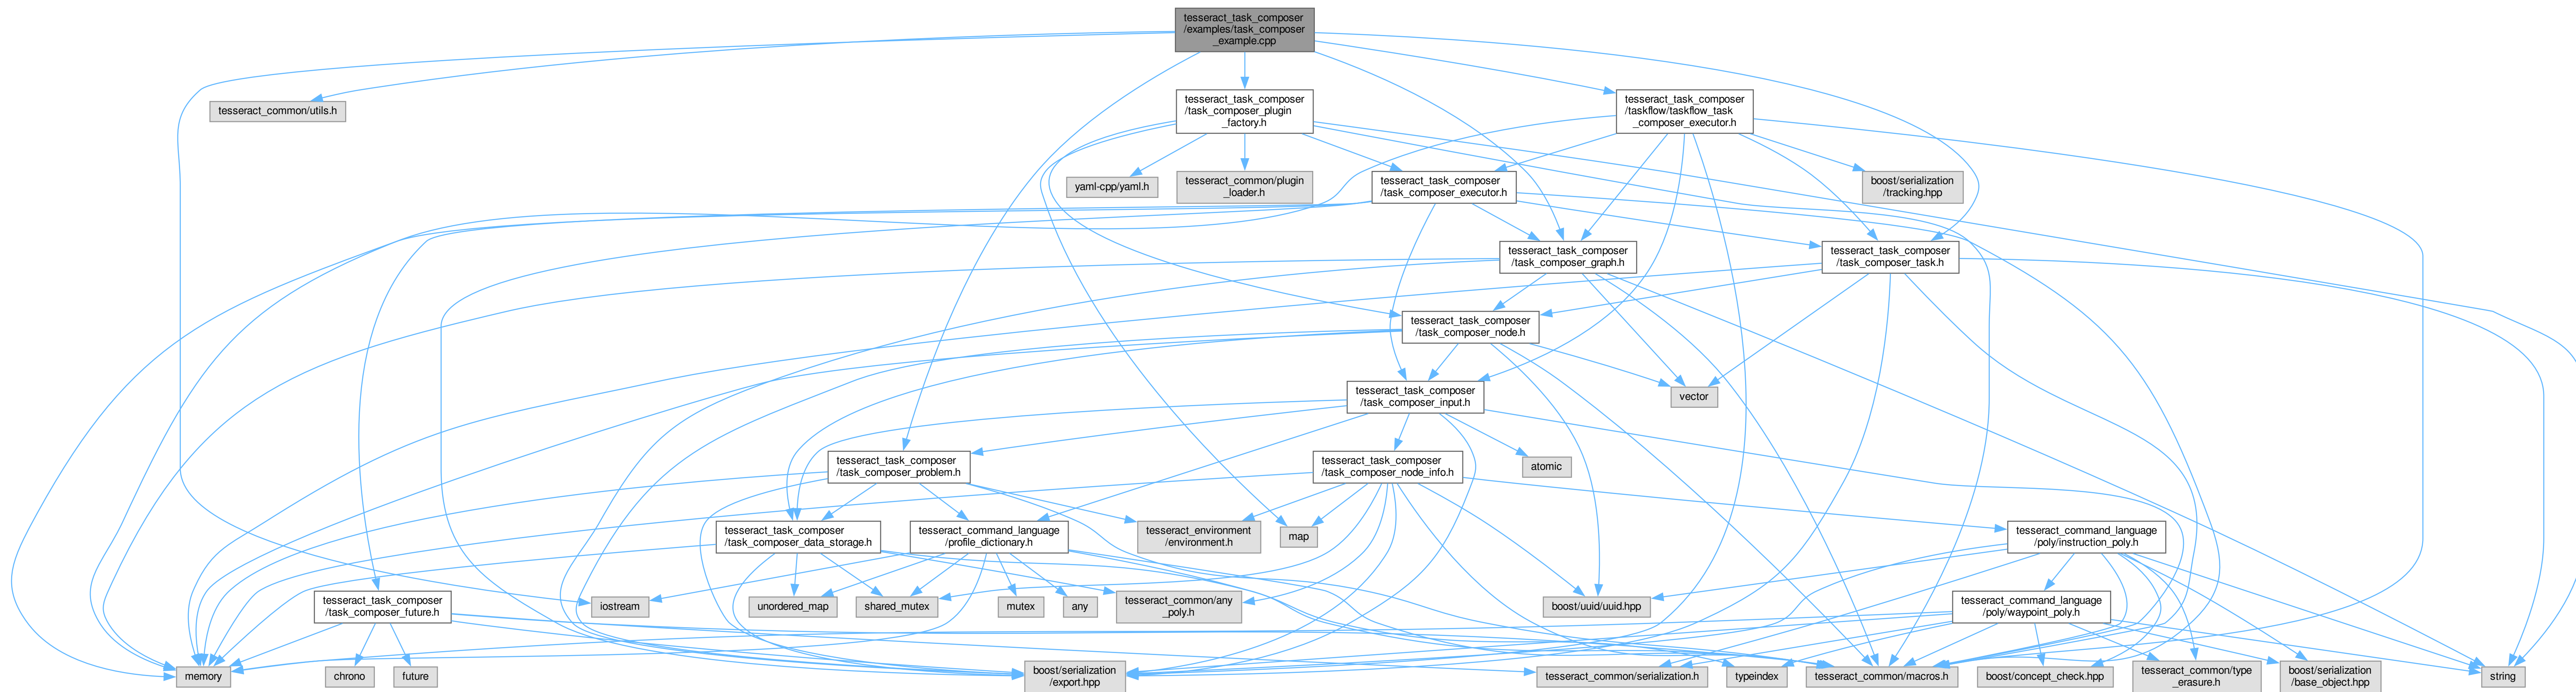 tesseract_task_composer
/examples/task_composer
_example.cpp
tesseract_common/utils.h
tesseract_task_composer
/task_composer_plugin
_factory.h
tesseract_task_composer
/taskflow/taskflow_task
_composer_executor.h
yaml-cpp/yaml.h
tesseract_common/plugin
_loader.h
tesseract_task_composer
/task_composer_executor.h
boost/serialization
/tracking.hpp
tesseract_task_composer
/task_composer_graph.h
tesseract_task_composer
/task_composer_task.h
tesseract_task_composer
/task_composer_node.h
tesseract_task_composer
/task_composer_input.h
vector
tesseract_task_composer
/task_composer_problem.h
tesseract_task_composer
/task_composer_node_info.h
atomic
tesseract_task_composer
/task_composer_data_storage.h
tesseract_command_language
/profile_dictionary.h
tesseract_environment
/environment.h
map
tesseract_command_language
/poly/instruction_poly.h
tesseract_task_composer
/task_composer_future.h
iostream
unordered_map
shared_mutex
mutex
any
tesseract_common/any
_poly.h
boost/uuid/uuid.hpp
tesseract_command_language
/poly/waypoint_poly.h
memory
chrono
future
boost/serialization
/export.hpp
tesseract_common/serialization.h
typeindex
tesseract_common/macros.h
boost/concept_check.hpp
tesseract_common/type
_erasure.h
boost/serialization
/base_object.hpp
string